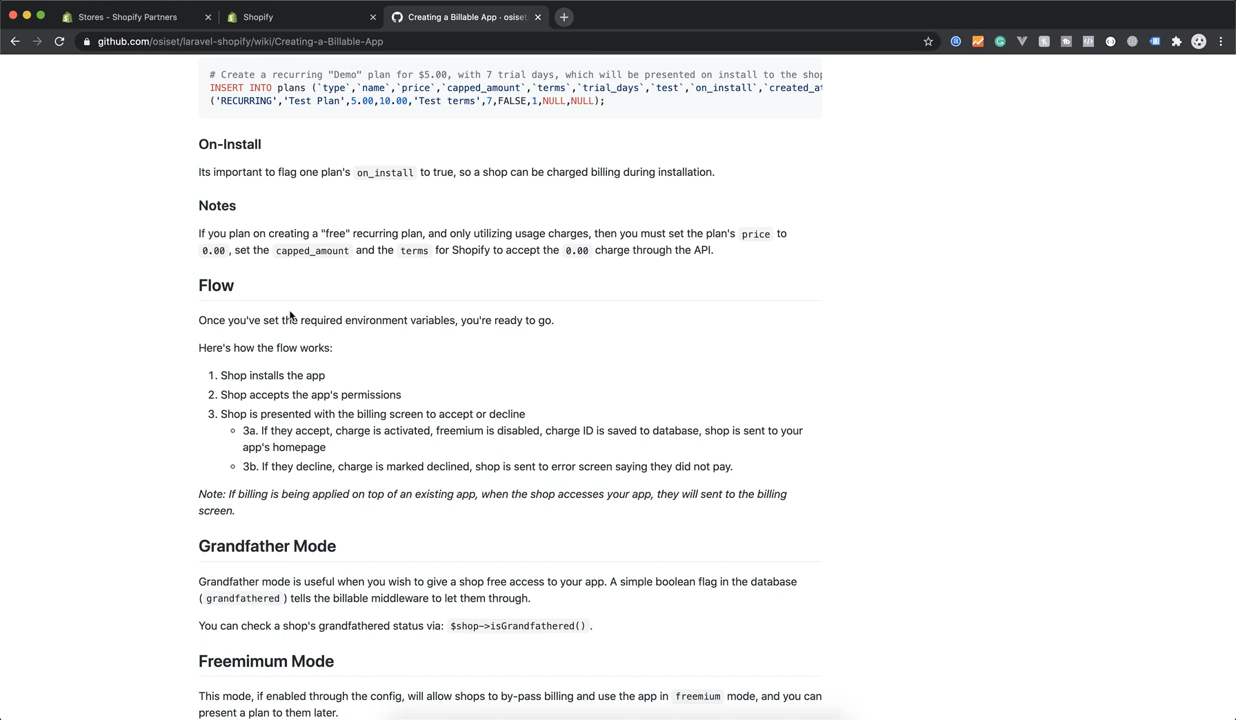 Stores - Shopify Partners
Shopify
Creating a Billable App · osiset
github.com/osiset/laravel-shopify/wiki/Creating-a-Billable-App
# Create a recurring "Demo" plan for $5.00, with 7 trial days, which will be presented on install to the shop
INSERT INTO plans (`type`,`name`,`price`,`capped_amount`,`terms`,`trial_days`,`test`,`on_install`,`created_at
('RECURRING','Test Plan',5.00,10.00,'Test terms',7,FALSE,1,NULL,NULL);
On-Install
Its important to flag one plan's on_install to true, so a shop can be charged billing during installation.
Notes
If you plan on creating a "free" recurring plan, and only utilizing usage charges, then you must set the plan's price to
0.00 , set the capped_amount and the terms for Shopify to accept the 0.00 charge through the API.
Flow
Once you've set the required environment variables, you're ready to go.
Here's how the flow works:
1. Shop installs the app
2. Shop accepts the app's permissions
3. Shop is presented with the billing screen to accept or decline
3a. If they accept, charge is activated, freemium is disabled, charge ID is saved to database, shop is sent to your
app's homepage
3b. If they decline, charge is marked declined, shop is sent to error screen saying they did not pay.
Note: If billing is being applied on top of an existing app, when the shop accesses your app, they will sent to the billing
screen.
Grandfather Mode
Grandfather mode is useful when you wish to give a shop free access to your app. A simple boolean flag in the database
( grandfathered ) tells the billable middleware to let them through.
You can check a shop's grandfathered status via: $shop->isGrandfathered() .
Freemimum Mode
This mode, if enabled through the config, will allow shops to by-pass billing and use the app in freemium mode, and you can
present a plan to them later.